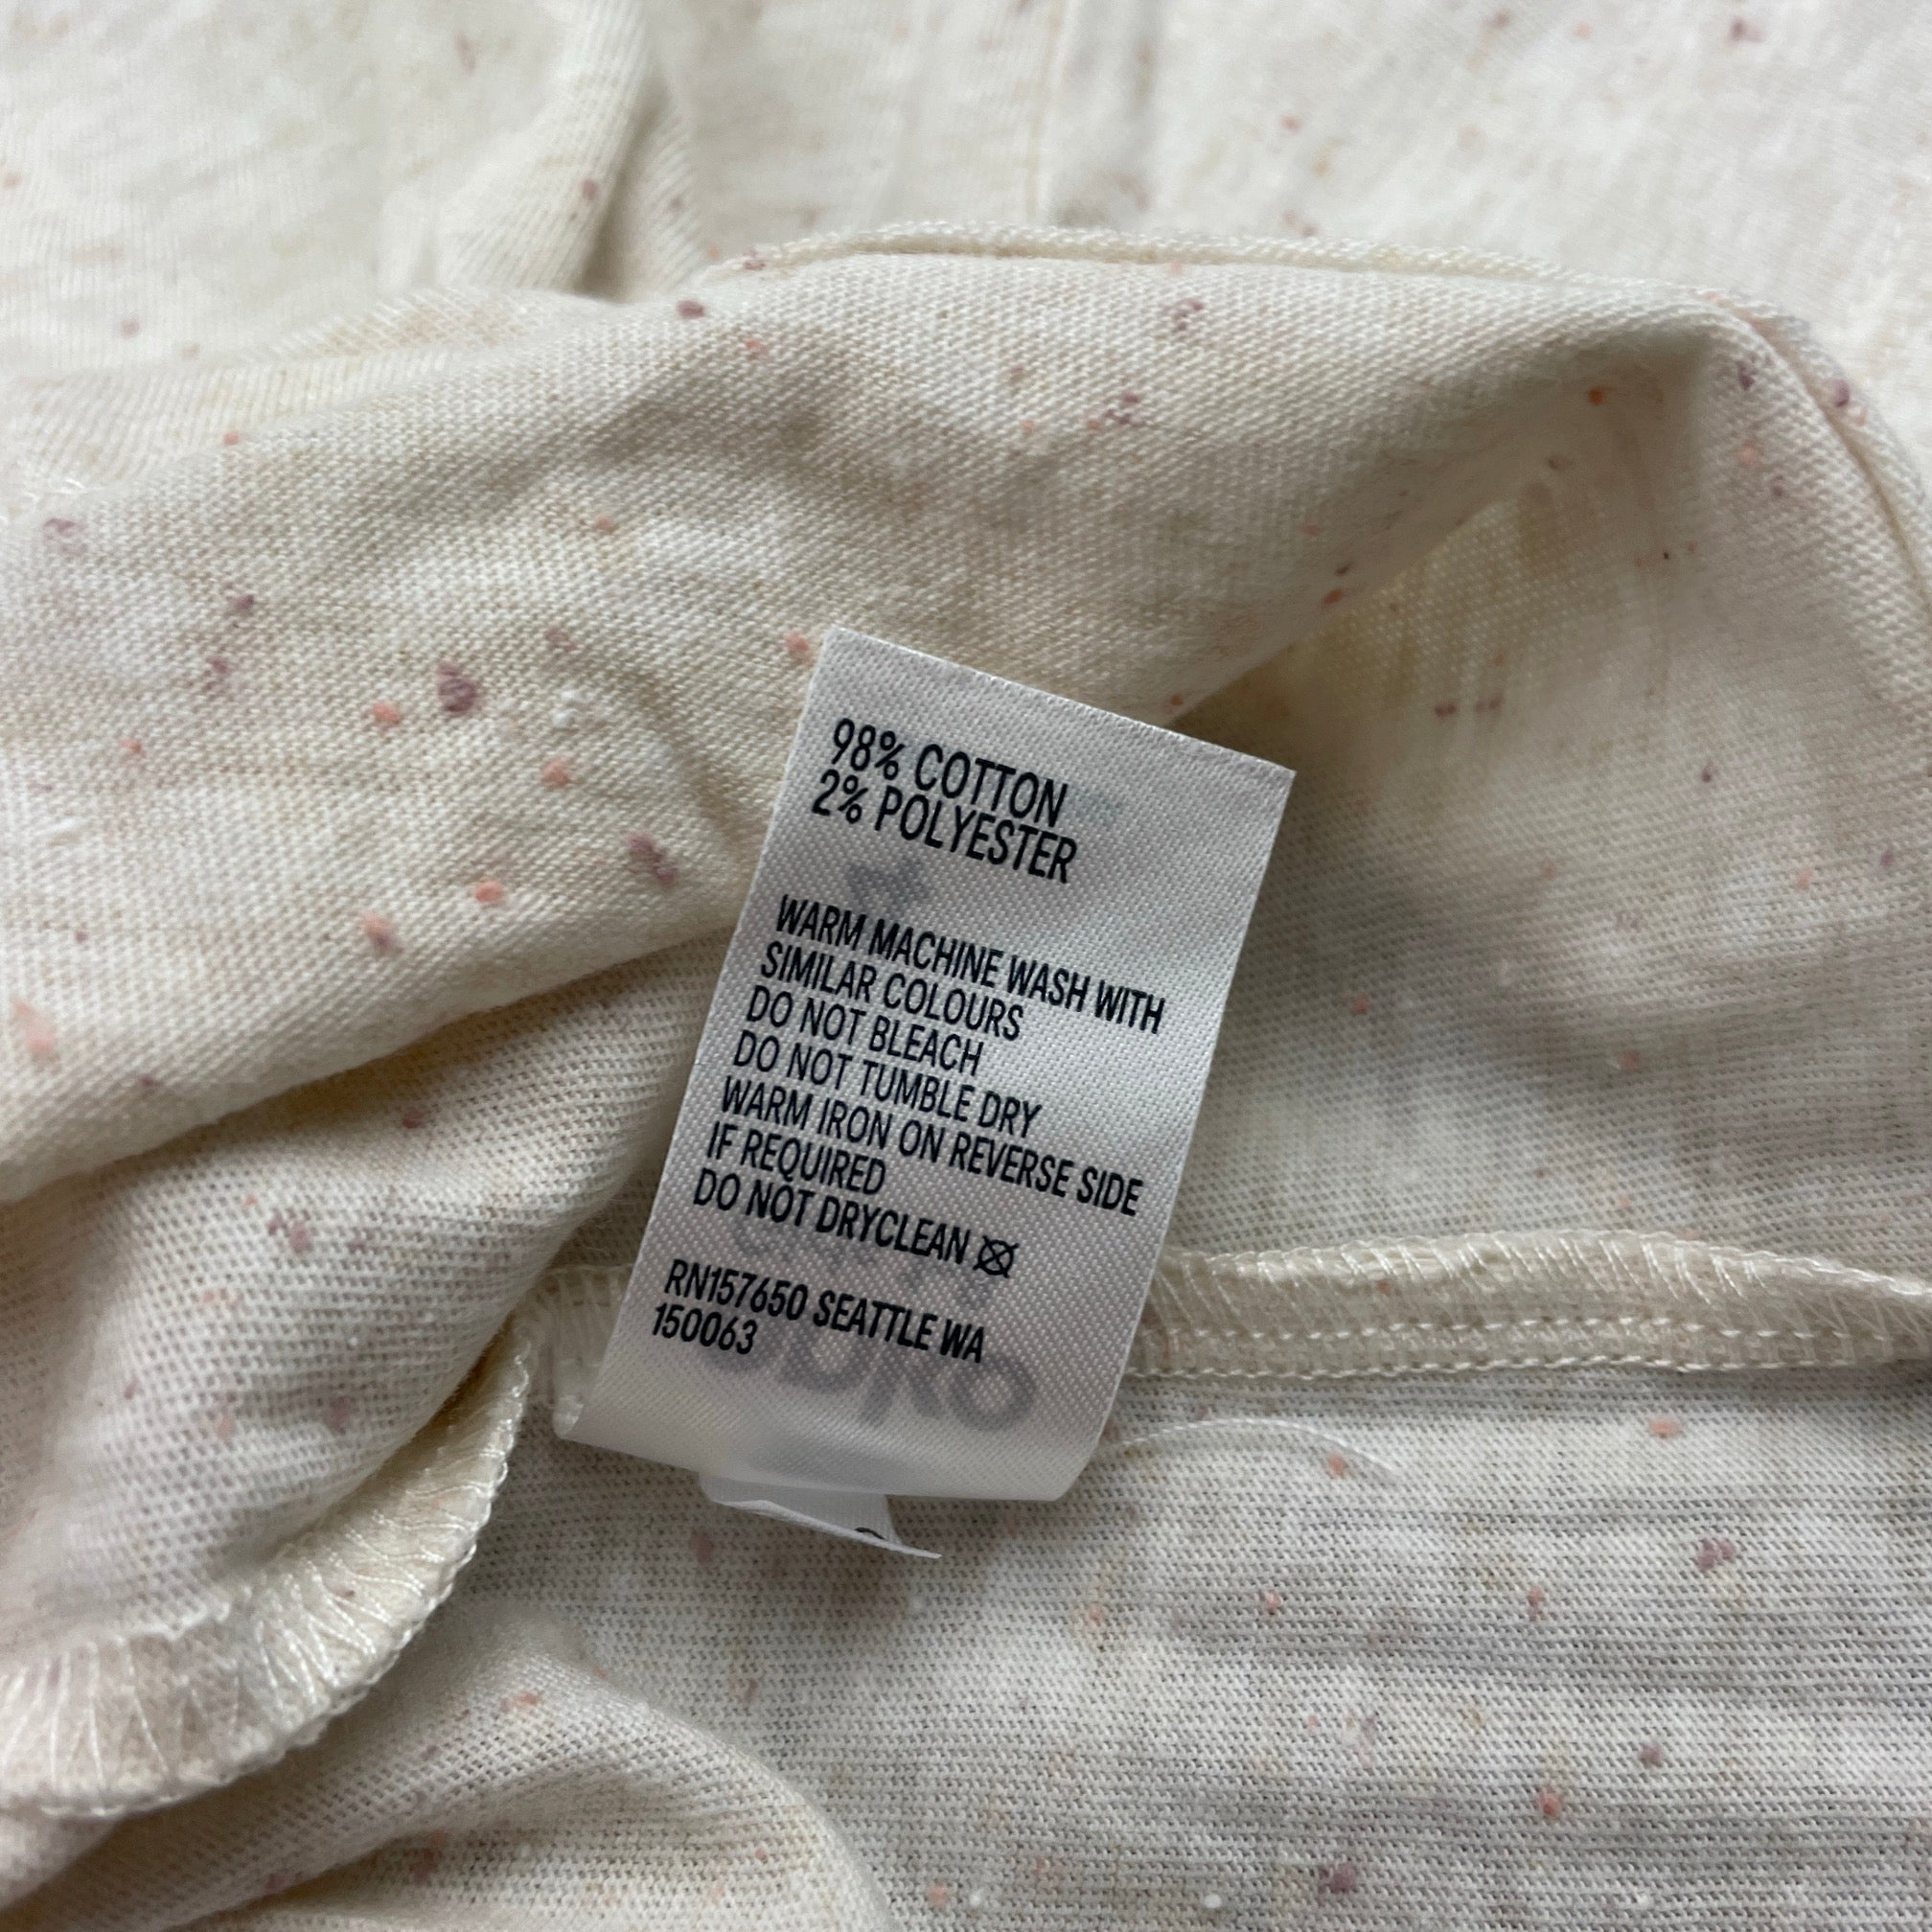 98% COTTON
2% POLYESTER
WARM MACHINE WASH WITH
SIMILAR COLOURS
DO NOT BLEACH
DO NOT TUMBLE DRY
WARM IRON ON REVERSE SIDE
IF REQUIRED
DO NOT DRYCLEAN
RN157650 SEATTLE WA
150063